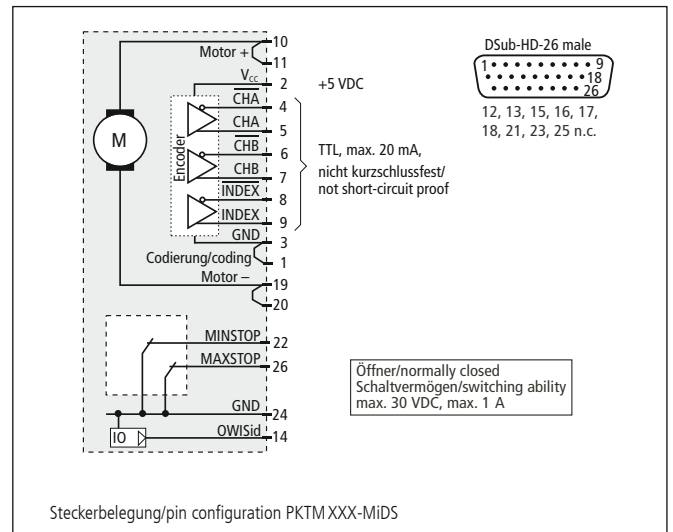 10
Motor +
11
V_CC
2
+5 VDC
C̅H̅A̅
4
CHA
5
C̅H̅B̅
6
CHB
7
I̅N̅D̅E̅X̅
8
INDEX
9
GND
3
Codierung/coding
1
Motor –
19
20
M
Encoder
TTL, max. 20 mA,
nicht kurzschlussfest/
not short-circuit proof
DSub-HD-26 male
1
9
18
26
12, 13, 15, 16, 17,
18, 21, 23, 25 n.c.
MINSTOP
22
MAXSTOP
26
GND
24
IO
OWISid
14
Öffner/normally closed
Schaltvermögen/switching ability
max. 30 VDC, max. 1 A
Steckerbelegung/pin configuration PKTM XXX-MiDS